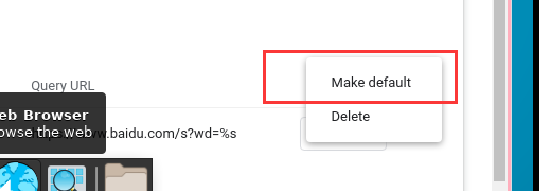 Make default
Query URL
Delete
eb Browser
owse the web
w.baidu.com/s?wd=%s